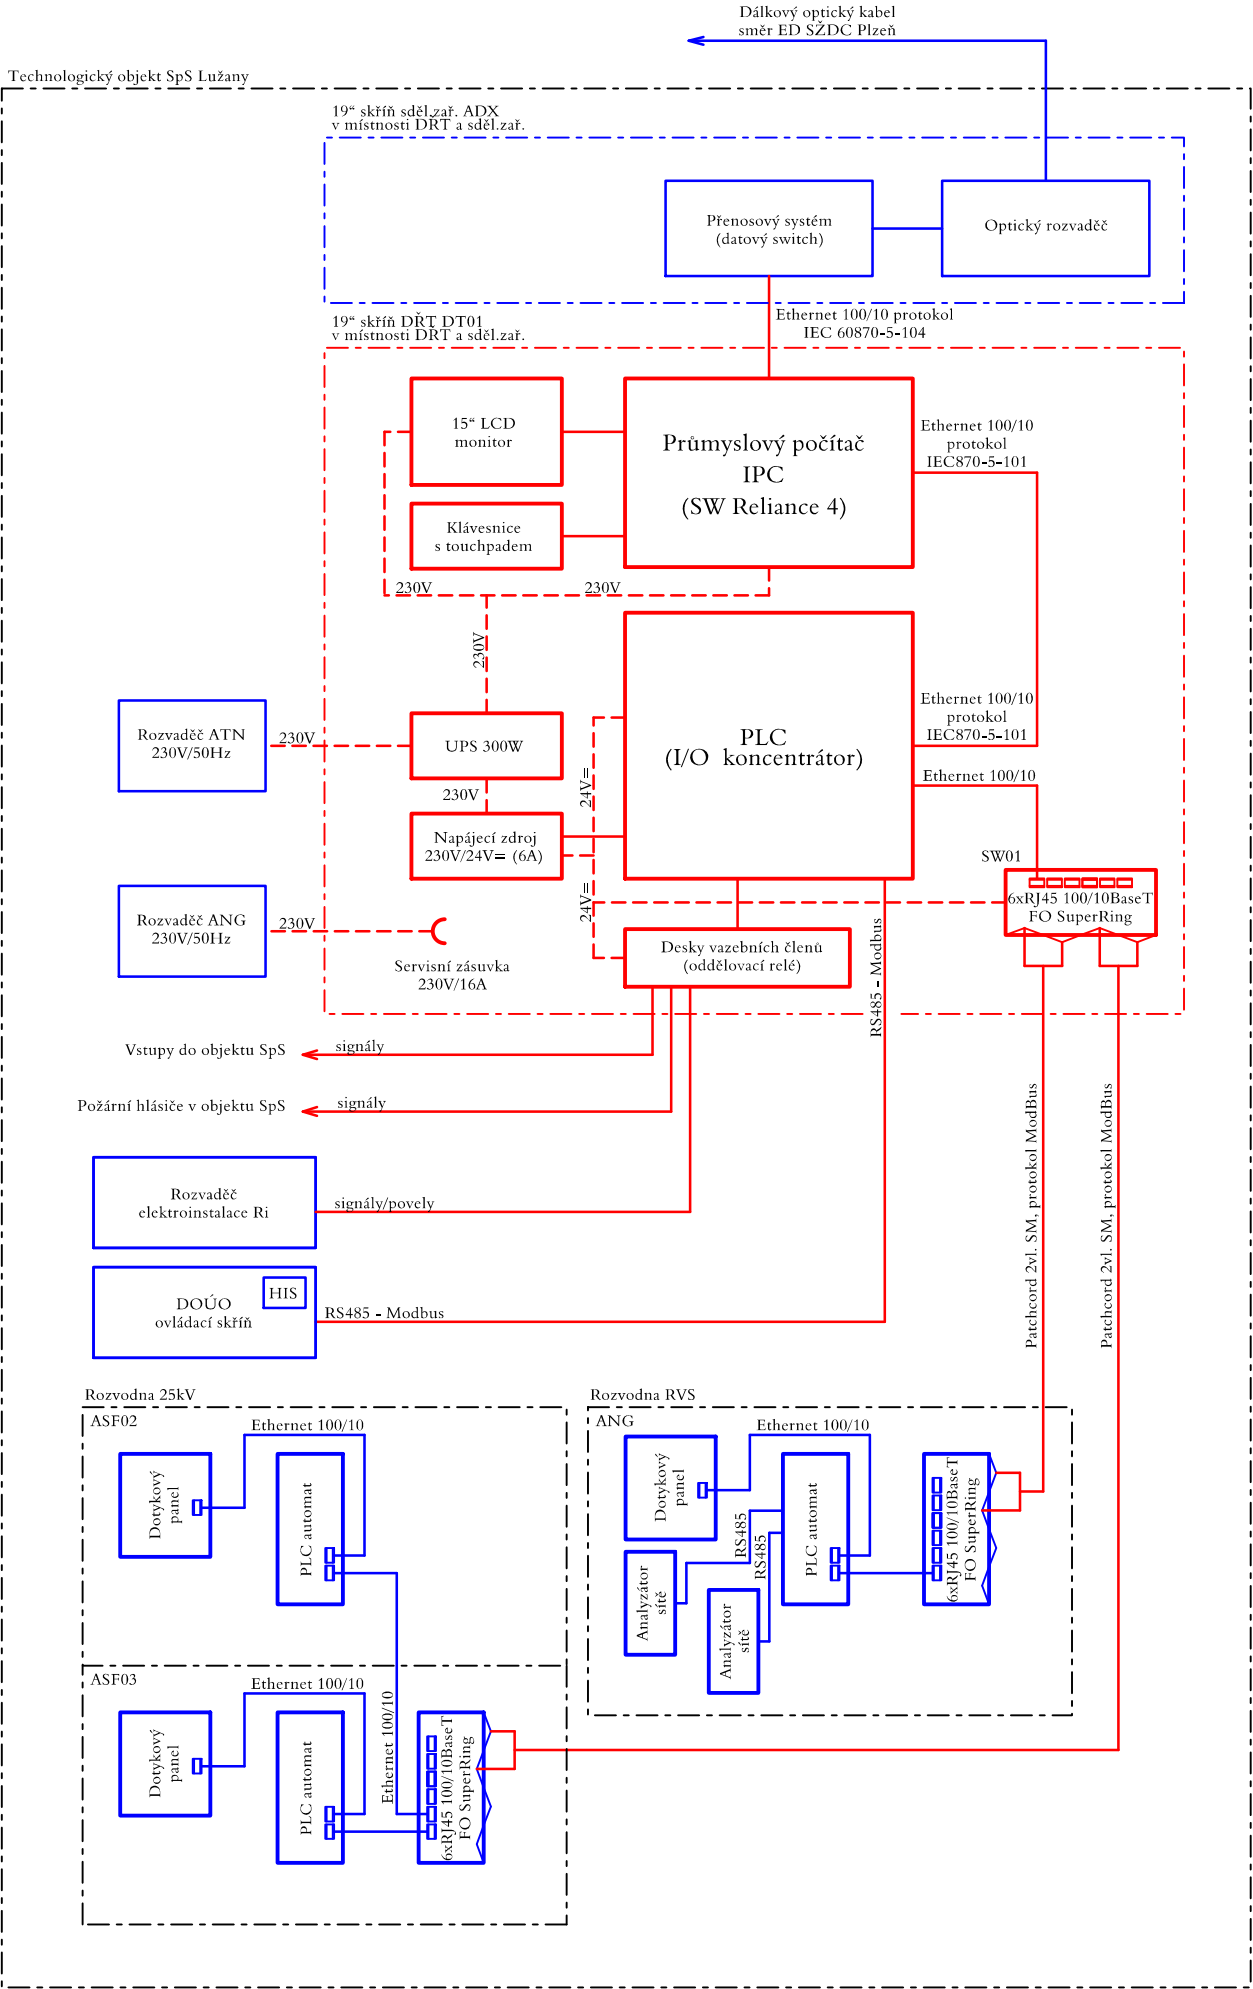 Dálkový optický kabel
směr ED SŽDC Plzeň
Technologický objekt SpS Lužany
19“ skříň sděl.zař. ADX
v místnosti DŘT a sděl.zař.
Přenosový systém
(datový switch)
Optický rozvaděč
Ethernet 100/10 protokol
IEC 60870-5-104
19“ skříň DŘT DT01
v místnosti DŘT a sděl.zař.
15“ LCD
monitor
Průmyslový počítač
IPC
(SW Reliance 4)
Ethernet 100/10
protokol
IEC870-5-101
Klávesnice
s touchpadem
230V
230V
230V
Rozvaděč ATN
230V/50Hz
230V
UPS 300W
PLC
(I/O koncentrátor)
Ethernet 100/10
protokol
IEC870-5-101
Ethernet 100/10
230V
24V=
Napájecí zdroj
230V/24V= (6A)
SW01
6xRJ45 100/10BaseT
FO SuperRing
Rozvaděč ANG
230V/50Hz
230V
24V=
Servisní zásuvka
230V/16A
Desky vazebních členů
(oddělovací relé)
RS485 - Modbus
Vstupy do objektu SpS
signály
Požární hlásiče v objektu SpS
signály
Patchcord 2vl. SM, protokol ModBus
Patchcord 2vl. SM, protokol ModBus
Rozvaděč
elektroinstalace Ri
signály/povely
DOÚO
ovládací skříň
HIS
RS485 - Modbus
Rozvodna 25kV
ASF02
Ethernet 100/10
Dotykový
panel
PLC automat
ASF03
Ethernet 100/10
Dotykový
panel
PLC automat
Ethernet 100/10
6xRJ45 100/10BaseT
FO SuperRing
Rozvodna RVS
ANG
Ethernet 100/10
Dotykový
panel
RS485
RS485
PLC automat
6xRJ45 100/10BaseT
FO SuperRing
Analyzátor
sítě
Analyzátor
sítě